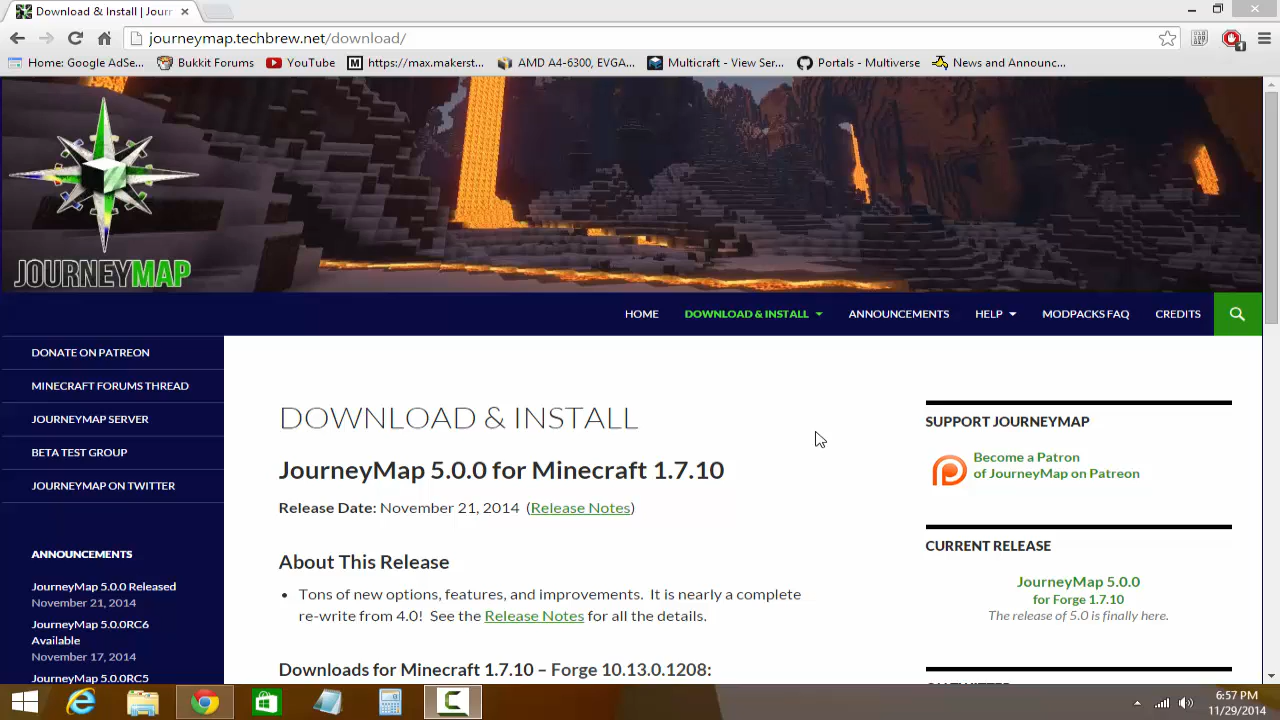 Download & Install | Jour
journeymap.techbrew.net/download/
Home: Google AdSe...
Bukkit Forums
YouTube
https://max.makerst...
AMD A4-6300, EVGA...
Multicraft - View Ser...
Portals - Multiverse
News and Announc...
JOURNEYMAP
HOME
DOWNLOAD & INSTALL
ANNOUNCEMENTS
HELP
MODPACKS FAQ
CREDITS
DONATE ON PATREON
MINECRAFT FORUMS THREAD
JOURNEYMAP SERVER
BETA TEST GROUP
JOURNEYMAP ON TWITTER
ANNOUNCEMENTS
JourneyMap 5.0.0 Released
November 21, 2014
JourneyMap 5.0.0RC6
Available
November 17, 2014
JourneyMap 5.0.0RC5
DOWNLOAD & INSTALL
JourneyMap 5.0.0 for Minecraft 1.7.10
Release Date: November 21, 2014 (Release Notes)
About This Release
• Tons of new options, features, and improvements. It is nearly a complete
re-write from 4.0! See the Release Notes for all the details.
Downloads for Minecraft 1.7.10 – Forge 10.13.0.1208:
SUPPORT JOURNEYMAP
Become a Patron
of JourneyMap on Patreon
CURRENT RELEASE
JourneyMap 5.0.0
for Forge 1.7.10
The release of 5.0 is finally here.
ON TWITTER
6:57 PM
11/29/2014